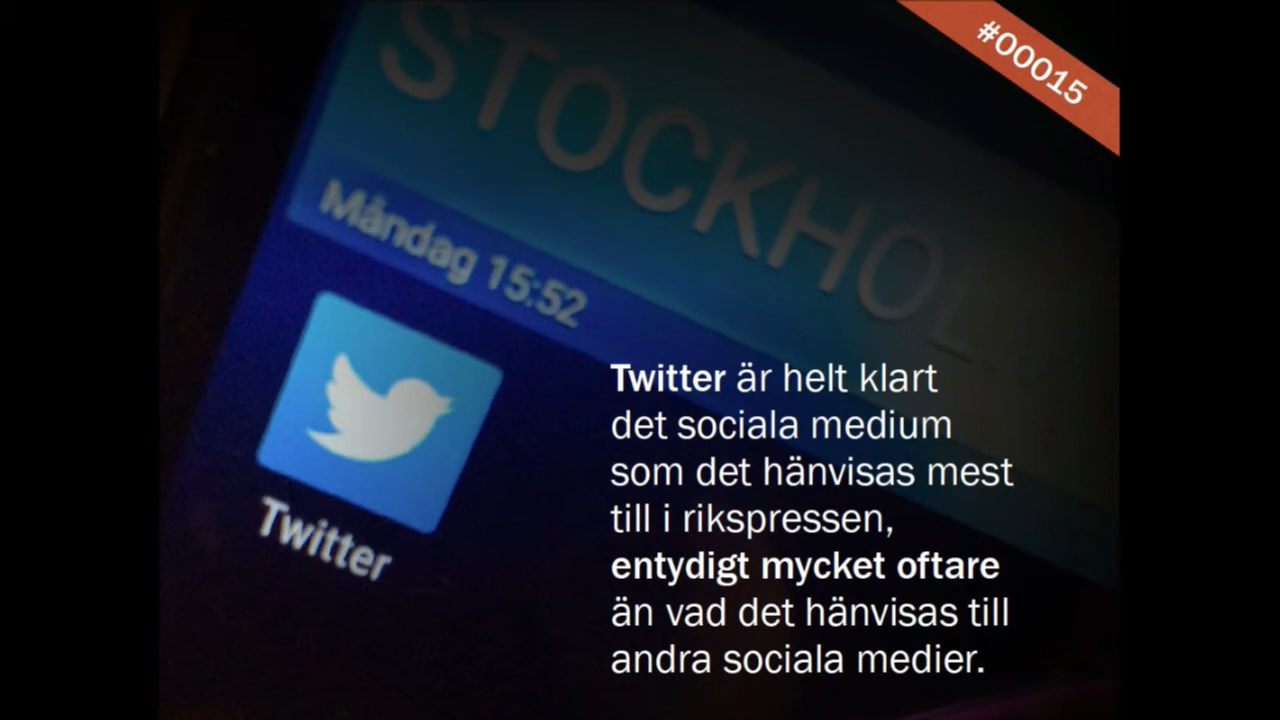 #00015
STOCKHOL
Måndag 15:52
Twitter
Twitter är helt klart
det sociala medium
som det hänvisas mest
till i rikspressen,
entydigt mycket oftare
än vad det hänvisas till
andra sociala medier.